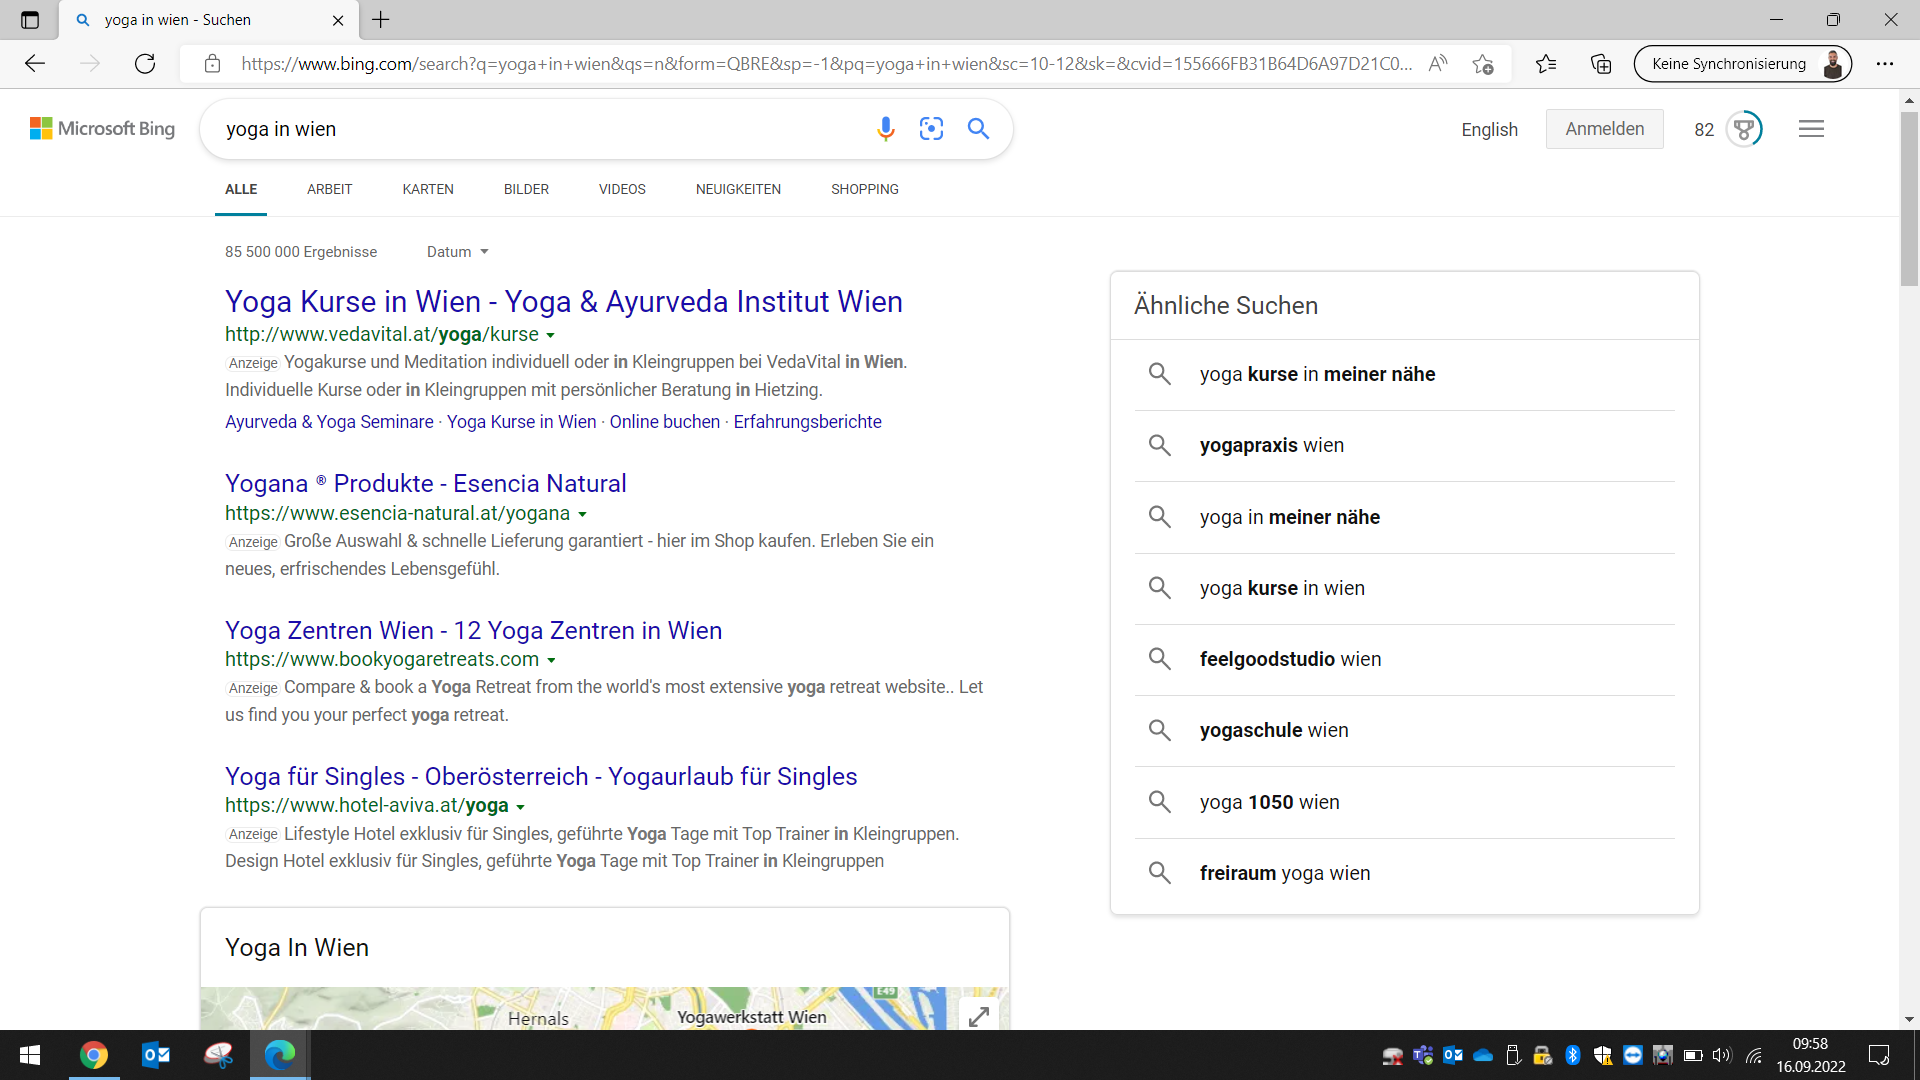 yoga in wien - Suchen
https://www.bing.com/search?q=yoga+in+wien&qs=n&form=QBRE&sp=-1&pq=yoga+in+wien&sc=10-12&sk=&cvid=155666FB31B64D6A97D21C0...
Keine Synchronisierung
Microsoft Bing
yoga in wien
English
Anmelden
82
ALLE
ARBEIT
KARTEN
BILDER
VIDEOS
NEUIGKEITEN
SHOPPING
85 500 000 Ergebnisse
Datum
Yoga Kurse in Wien - Yoga & Ayurveda Institut Wien
http://www.vedavital.at/yoga/kurse
Anzeige Yogakurse und Meditation individuell oder in Kleingruppen bei VedaVital in Wien.
Individuelle Kurse oder in Kleingruppen mit persönlicher Beratung in Hietzing.
Ayurveda & Yoga Seminare · Yoga Kurse in Wien · Online buchen · Erfahrungsberichte
Yogana ® Produkte - Esencia Natural
https://www.esencia-natural.at/yogana
Anzeige Große Auswahl & schnelle Lieferung garantiert - hier im Shop kaufen. Erleben Sie ein
neues, erfrischendes Lebensgefühl.
Yoga Zentren Wien - 12 Yoga Zentren in Wien
https://www.bookyogaretreats.com
Anzeige Compare & book a Yoga Retreat from the world's most extensive yoga retreat website.. Let
us find you your perfect yoga retreat.
Yoga für Singles - Oberösterreich - Yogaurlaub für Singles
https://www.hotel-aviva.at/yoga
Anzeige Lifestyle Hotel exklusiv für Singles, geführte Yoga Tage mit Top Trainer in Kleingruppen.
Design Hotel exklusiv für Singles, geführte Yoga Tage mit Top Trainer in Kleingruppen
Yoga In Wien
E49
Hernals
Yogawerkstatt Wien
Ähnliche Suchen
yoga kurse in meiner nähe
yogapraxis wien
yoga in meiner nähe
yoga kurse in wien
feelgoodstudio wien
yogaschule wien
yoga 1050 wien
freiraum yoga wien
09:58
16.09.2022